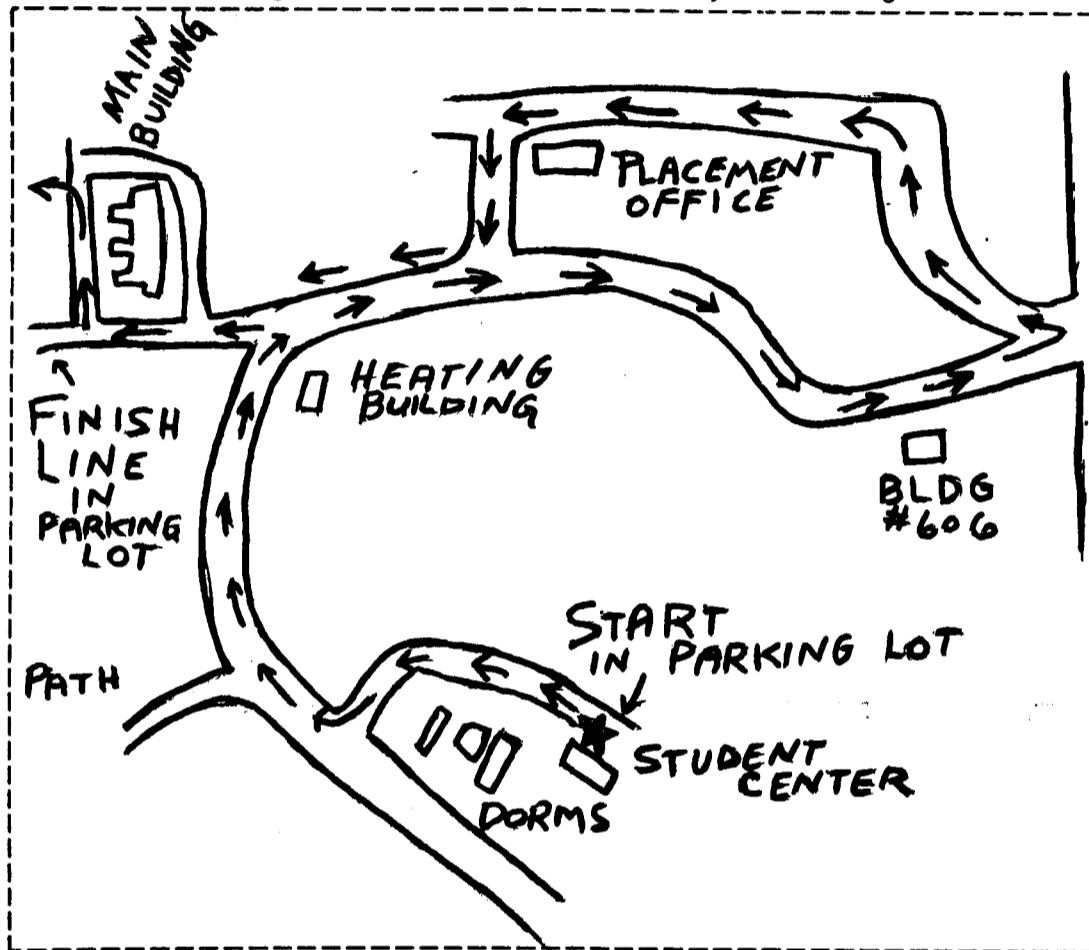 MAIN
BUILDING
PLACEMENT
OFFICE
HEATING
BUILDING
FINISH
LINE
IN
PARKING
LOT
BLDG
#606
START
IN PARKING LOT
PATH
STUDENT
CENTER
DORMS